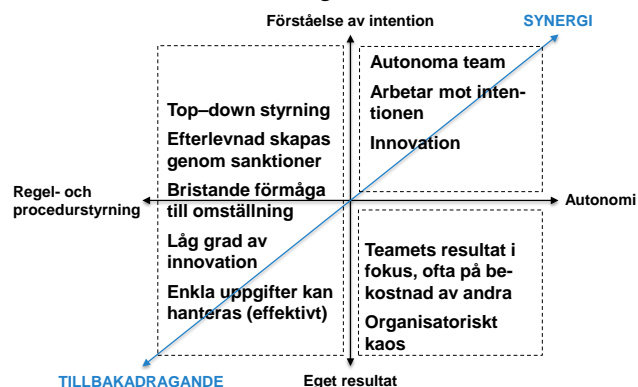 Förståelse av intention
SYNERGI
Autonoma team
Arbetar mot inten-
tionen
Innovation
Top–down styrning
Efterlevnad skapas
genom sanktioner
Bristande förmåga
till omställning
Låg grad av
innovation
Enkla uppgifter kan
hanteras (effektivt)
Regel- och
procedurstyrning
Autonomi
Teamets resultat i
fokus, ofta på be-
kostnad av andra
Organisatoriskt
kaos
TILLBAKADRAGANDE
Eget resultat